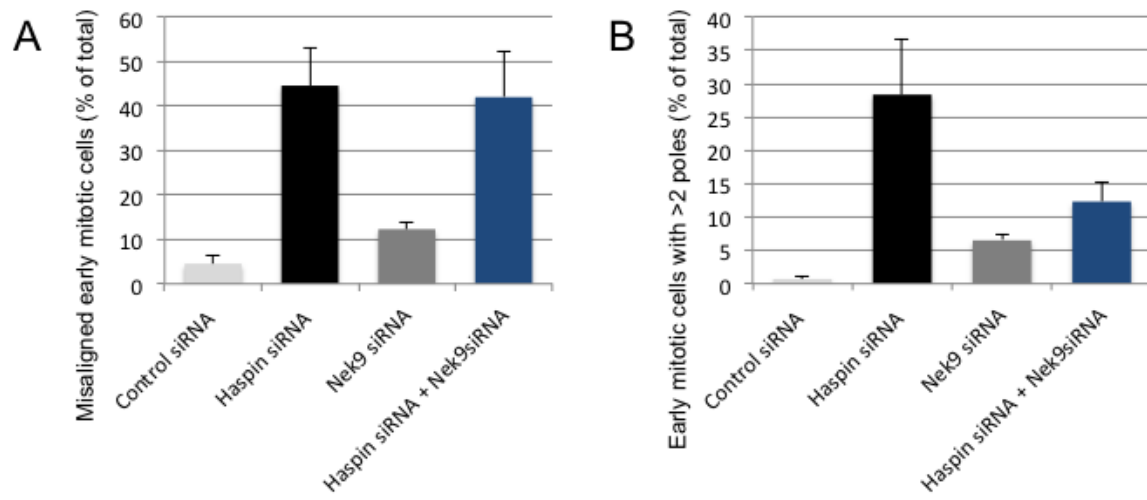 A
Misaligned early mitotic cells (% of total)
60
50
40
30
20
10
0
Control siRNA
Haspin siRNA
Nek9 siRNA
Haspin siRNA + Nek9siRNA
B
Early mitotic cells with >2 poles (% of total)
40
35
30
25
20
15
10
5
0
Control siRNA
Haspin siRNA
Nek9 siRNA
Haspin siRNA + Nek9siRNA